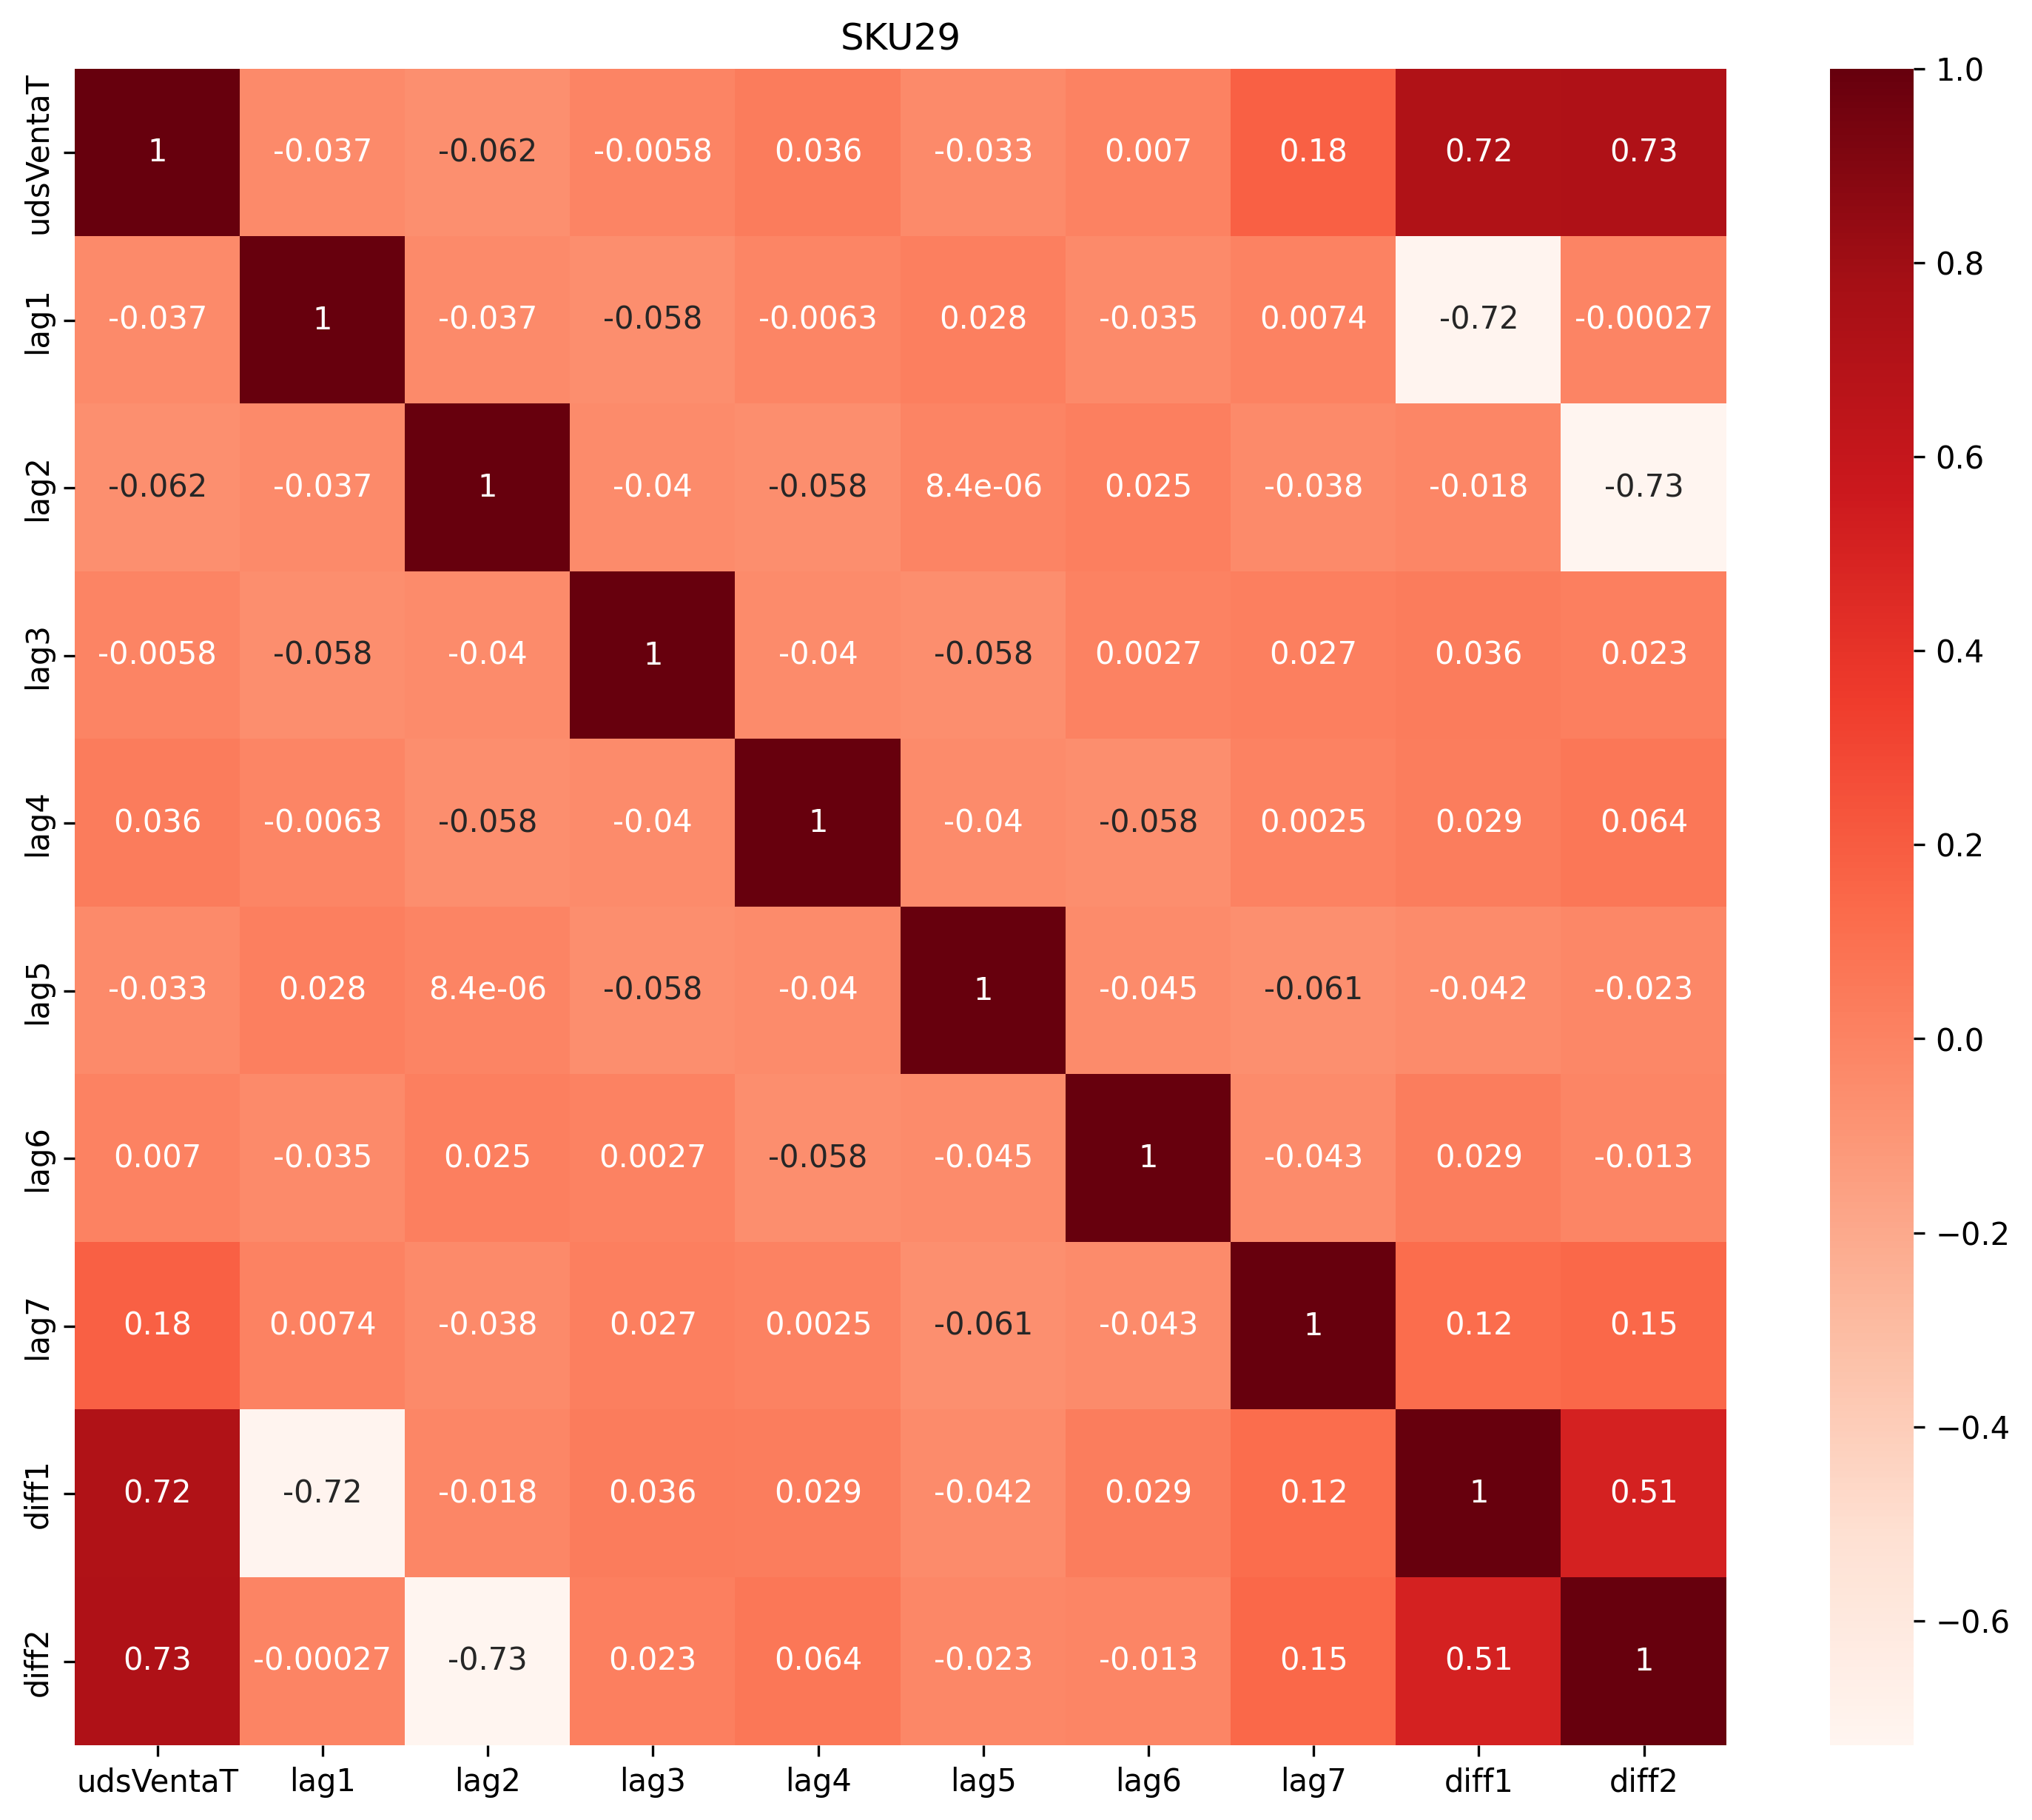 SKU29
udsVentaT 1 -0.037 -0.062 -0.0058 0.036 -0.033 0.007 0.18 0.72 0.73
lag1 -0.037 1 -0.037 -0.058 -0.0063 0.028 -0.035 0.0074 -0.72 -0.00027
lag2 -0.062 -0.037 1 -0.04 -0.058 8.4e-06 0.025 -0.038 -0.018 -0.73
lag3 -0.0058 -0.058 -0.04 1 -0.04 -0.058 0.0027 0.027 0.036 0.023
lag4 0.036 -0.0063 -0.058 -0.04 1 -0.04 -0.058 0.0025 0.029 0.064
lag5 -0.033 0.028 8.4e-06 -0.058 -0.04 1 -0.045 -0.061 -0.042 -0.023
lag6 0.007 -0.035 0.025 0.0027 -0.058 -0.045 1 -0.043 0.029 -0.013
lag7 0.18 0.0074 -0.038 0.027 0.0025 -0.061 -0.043 1 0.12 0.15
diff1 0.72 -0.72 -0.018 0.036 0.029 -0.042 0.029 0.12 1 0.51
diff2 0.73 -0.00027 -0.73 0.023 0.064 -0.023 -0.013 0.15 0.51 1
udsVentaT lag1 lag2 lag3 lag4 lag5 lag6 lag7 diff1 diff2
1.0
0.8
0.6
0.4
0.2
0.0
−0.2
−0.4
−0.6